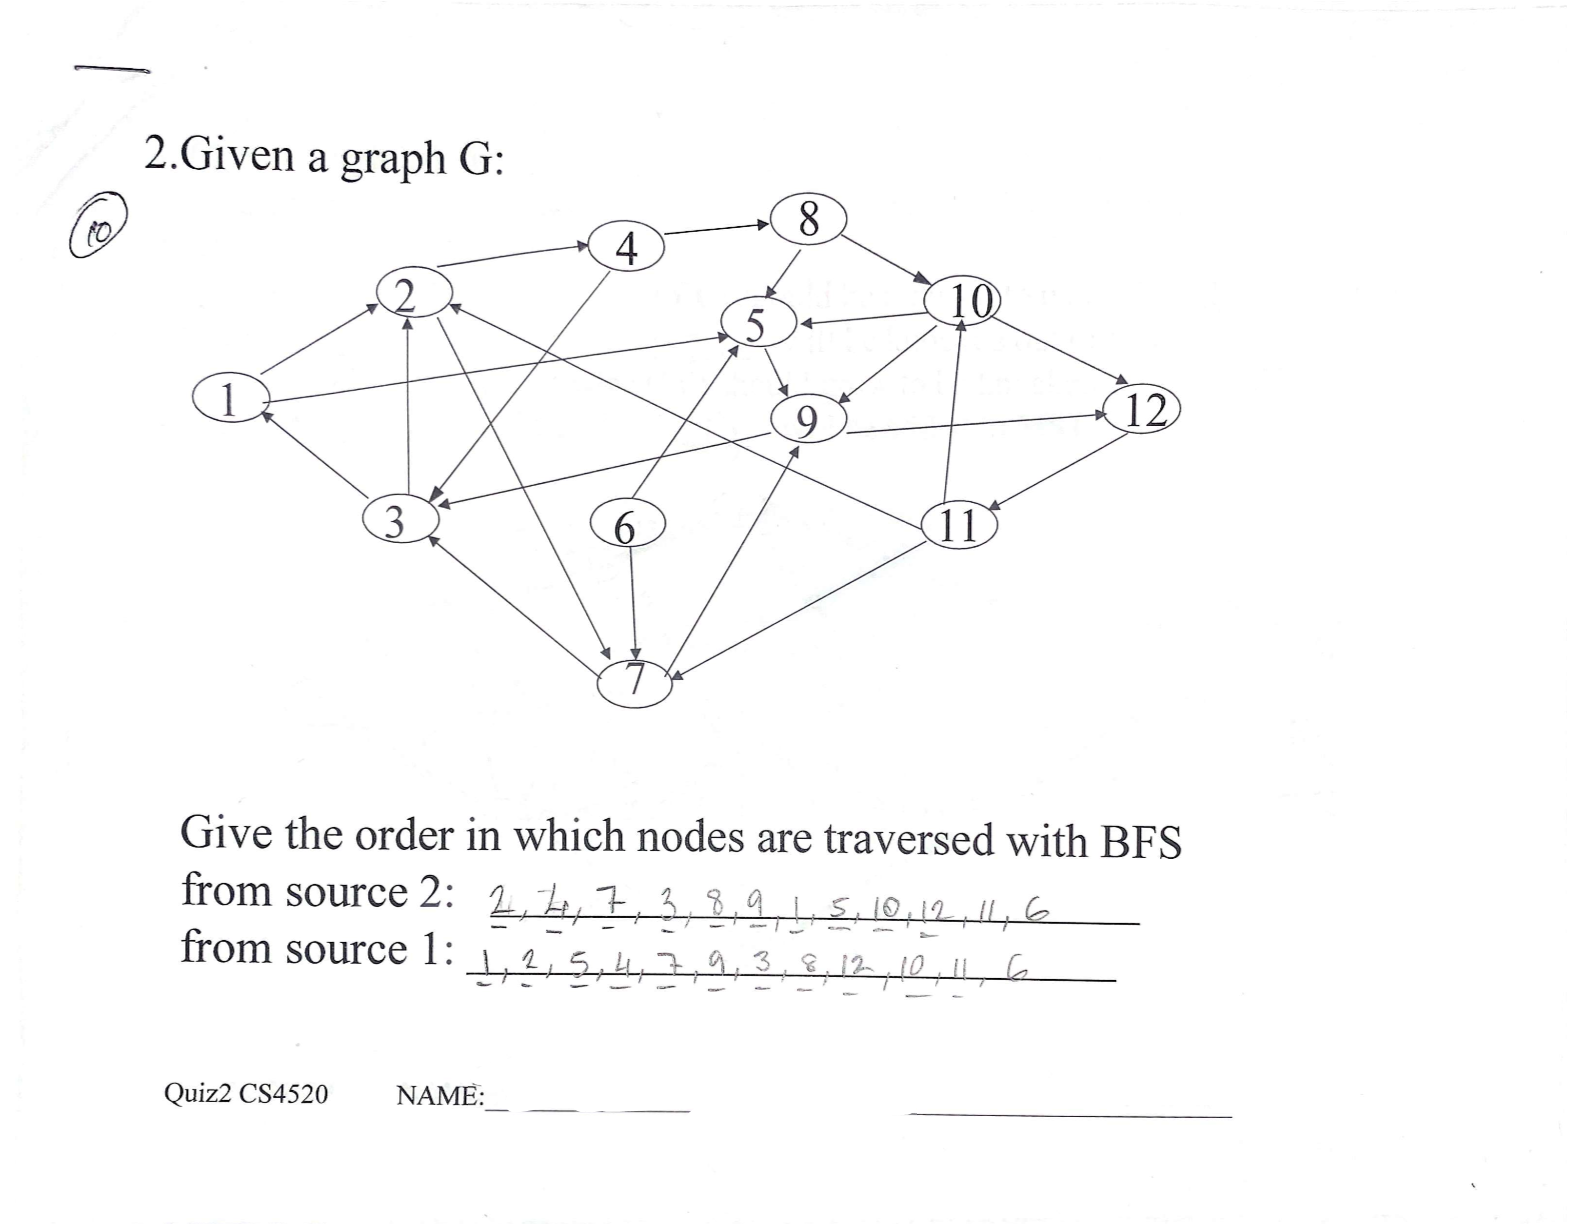 2.Given a graph G:
10
8
4
2
10
5
1
9
12
3
6
11
7
Give the order in which nodes are traversed with BFS
from source 2: 2, 4, 7, 3, 8, 9, 1, 5, 10, 12, 11, 6
from source 1: 1, 2, 5, 4, 7, 9, 3, 8, 12, 10, 11, 6
Quiz2 CS4520 NAME: